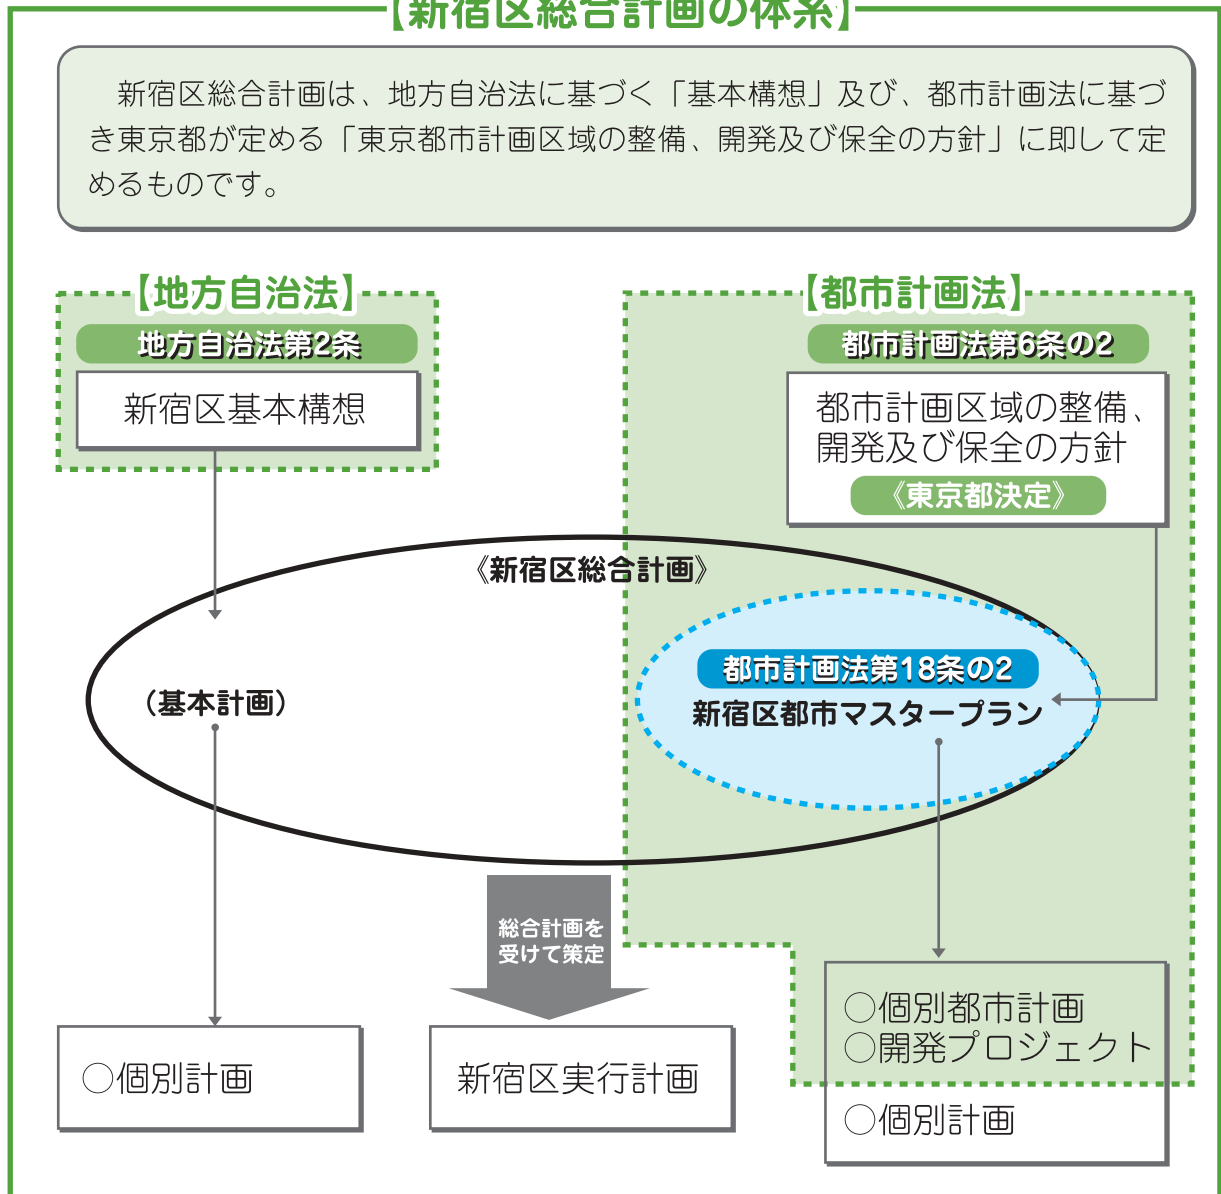 【新宿区総合計画の体系】
新宿区総合計画は、地方自治法に基づく「基本構想」及び、都市計画法に基づ
き東京都が定める「東京都市計画区域の整備、開発及び保全の方針」に即して定
めるものです。
【地方自治法】
地方自治法第2条
新宿区基本構想
【都市計画法】
都市計画法第6条の2
都市計画区域の整備、
開発及び保全の方針
《東京都決定》
《新宿区総合計画》
（基本計画）
都市計画法第18条の2
新宿区都市マスタープラン
総合計画を
受けて策定
○個別計画
新宿区実行計画
○個別都市計画
○開発プロジェクト
○個別計画